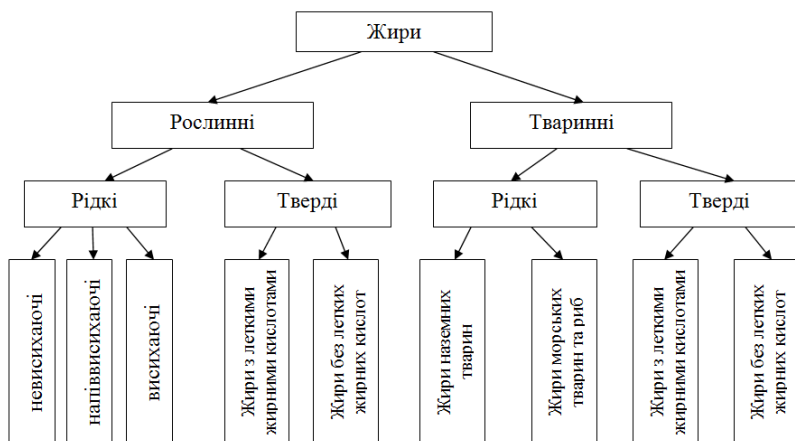 Жири
Рослинні
Тваринні
Рідкі
Тверді
Рідкі
Тверді
невисихаючі
напіввисихаючі
висихаючі
Жири з леткими
жирними кислотами
Жири без летких
жирних кислот
Жири наземних
тварин
Жири морських
тварин та риб
Жири з леткими
жирними кислотами
Жири без летких
жирних кислот